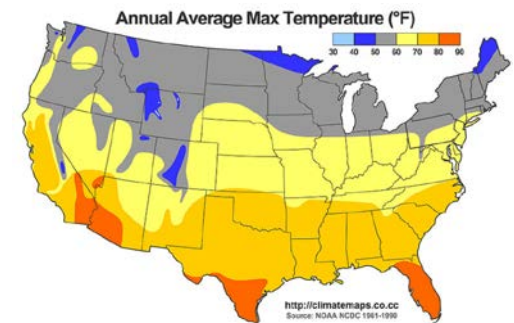 Annual Average Max Temperature (°F)
30 40 50 60 70 80 90
http://climatemaps.co.cc
Source: NOAA NCDC 1961-1990